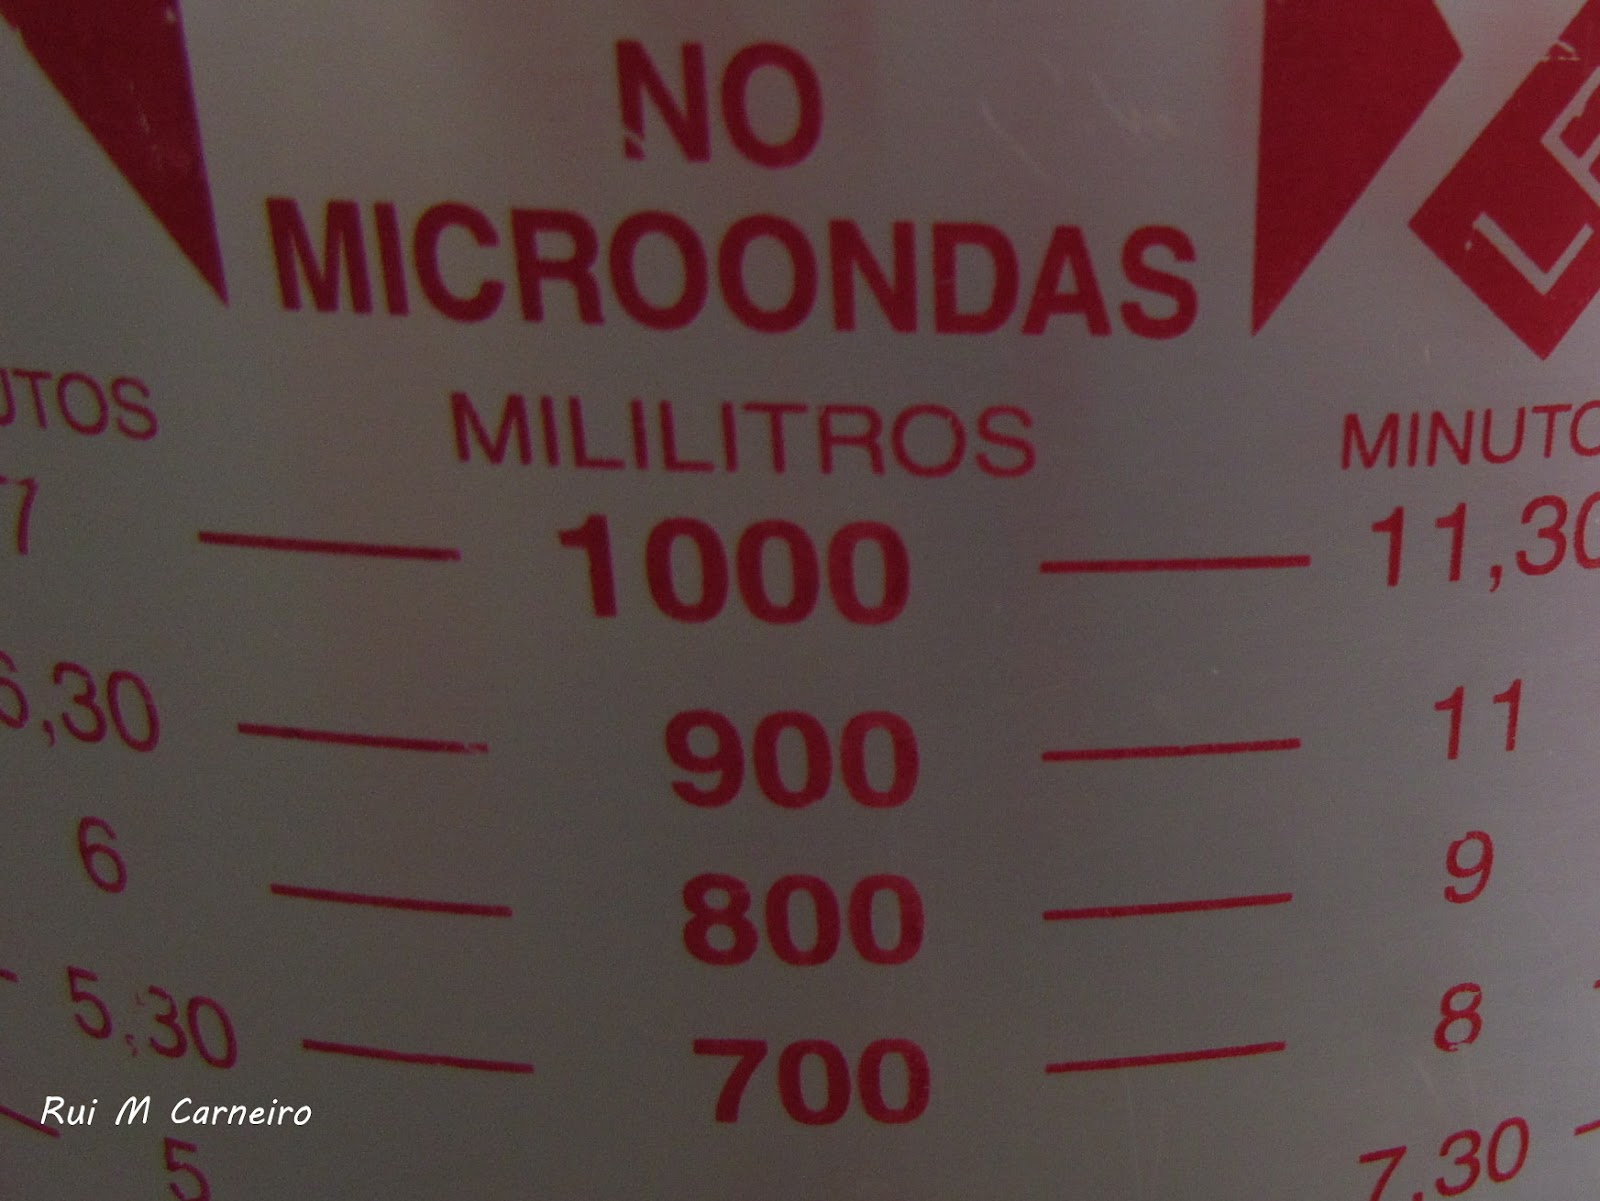 NO
MICROONDAS
MILILITROS
1000 11,30
6,30 900 11
6 800 9
5,30 700 8
5 7,30
Rui M Carneiro